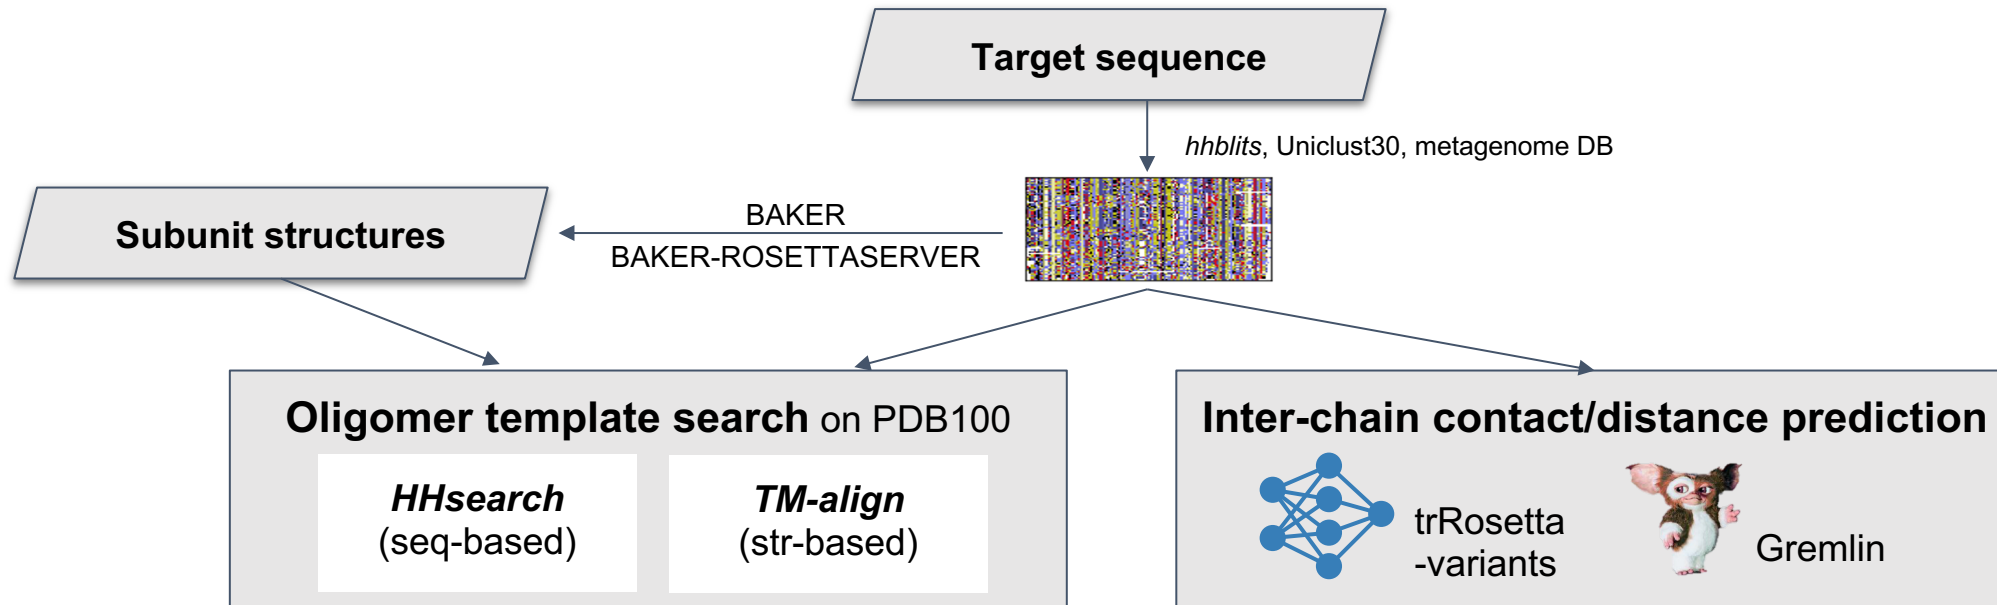 Target sequence
hhblits, Uniclust30, metagenome DB
BAKER
BAKER-ROSETTASERVER
Subunit structures
Oligomer template search on PDB100
HHsearch
(seq-based)
TM-align
(str-based)
Inter-chain contact/distance prediction
trRosetta
-variants
Gremlin